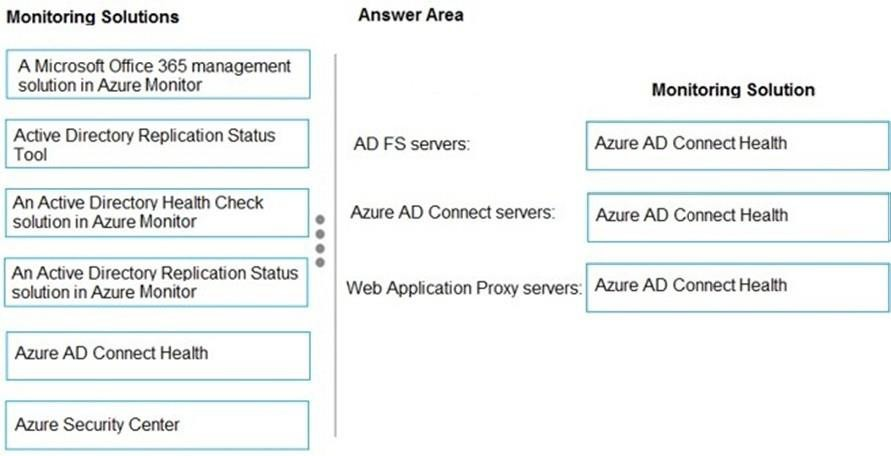 Monitoring Solutions
A Microsoft Office 365 management
solution in Azure Monitor
Active Directory Replication Status
Tool
An Active Directory Health Check
solution in Azure Monitor
An Active Directory Replication Status
solution in Azure Monitor
Azure AD Connect Health
Azure Security Center
Answer Area
Monitoring Solution
AD FS servers:
Azure AD Connect Health
Azure AD Connect servers:
Azure AD Connect Health
Web Application Proxy servers:
Azure AD Connect Health